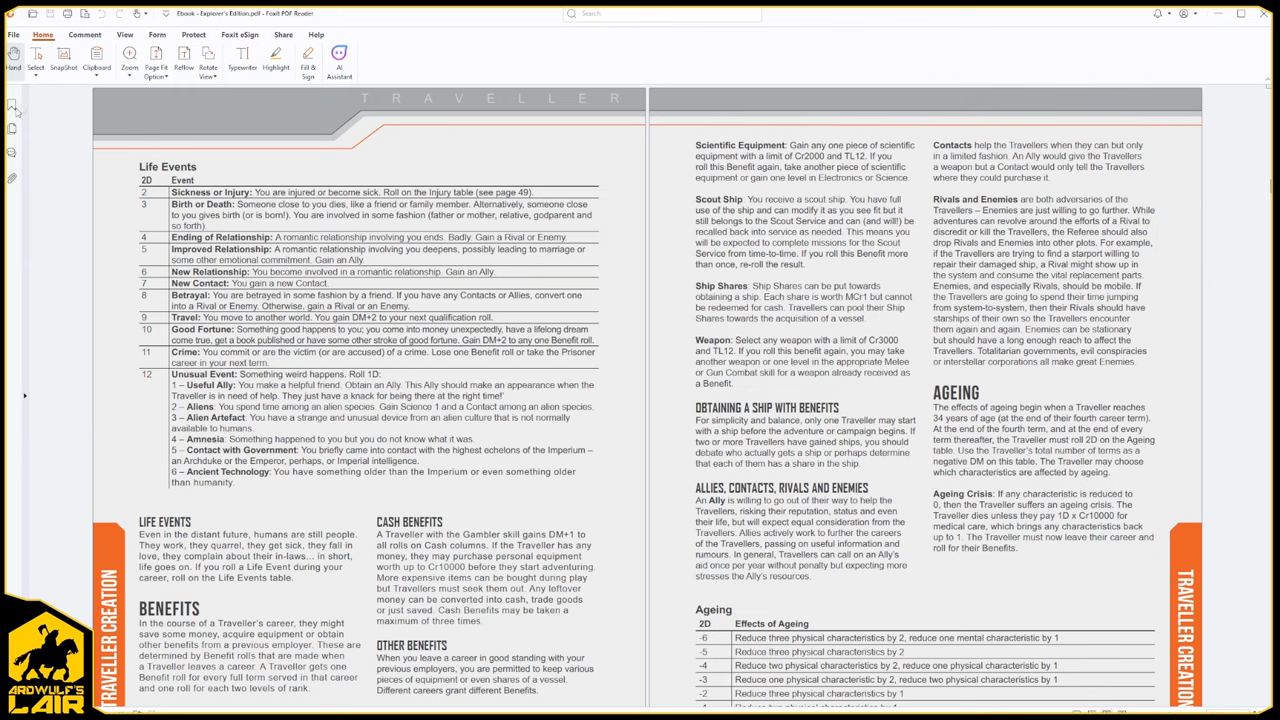 Ebook - Explorer's Edition.pdf - Foxit PDF Reader
Search
File
Home
Comment
View
Form
Protect
Foxit eSign
Share
Help
Hand
Select
SnapShot
Clipboard
Zoom
Page Fit Option
Reflow
Rotate View
Typewriter
Highlight
Fill & Sign
AI Assistant
TRAVELLER
Life Events
2D Event
2 Sickness or Injury: You are injured or become sick. Roll on the Injury table (see page 49).
3 Birth or Death: Someone close to you dies, like a friend or family member. Alternatively, someone close
to you gives birth (or is born!). You are involved in some fashion (father or mother, relative, godparent and
so forth).
4 Ending of Relationship: A romantic relationship involving you ends. Badly. Gain a Rival or Enemy.
5 Improved Relationship: A romantic relationship involving you deepens, possibly leading to marriage or
some other emotional commitment. Gain an Ally.
6 New Relationship: You become involved in a romantic relationship. Gain an Ally.
7 New Contact: You gain a new Contact.
8 Betrayal: You are betrayed in some fashion by a friend. If you have any Contacts or Allies, convert one
into a Rival or Enemy. Otherwise, gain a Rival or an Enemy.
9 Travel: You move to another world. You gain DM+2 to your next qualification roll.
10 Good Fortune: Something good happens to you; you come into money unexpectedly, have a lifelong dream
come true, get a book published or have some other stroke of good fortune. Gain DM+2 to any one Benefit roll.
11 Crime: You commit or are the victim (or are accused) of a crime. Lose one Benefit roll or take the Prisoner
career in your next term.
12 Unusual Event: Something weird happens. Roll 1D:
1 – Useful Ally: You make a helpful friend. Obtain an Ally. This Ally should make an appearance when the
Traveller is in need of help. They just have a knack for being there at the right time!'
2 – Aliens: You spend time among an alien species. Gain Science 1 and a Contact among an alien species.
3 – Alien Artefact: You have a strange and unusual device from an alien culture that is not normally
available to humans.
4 – Amnesia: Something happened to you but you do not know what it was.
5 – Contact with Government: You briefly came into contact with the highest echelons of the Imperium –
an Archduke or the Emperor, perhaps, or Imperial intelligence.
6 – Ancient Technology: You have something older than the Imperium or even something older
than humanity.
LIFE EVENTS
Even in the distant future, humans are still people.
They work, they quarrel, they get sick, they fall in
love, they complain about their in-laws... in short,
life goes on. If you roll a Life Event during your
career, roll on the Life Events table.
BENEFITS
In the course of a Traveller's career, they might
save some money, acquire equipment or obtain
other benefits from a previous employer. These are
determined by Benefit rolls that are made when
a Traveller leaves a career. A Traveller gets one
Benefit roll for every full term served in that career
and one roll for each two levels of rank.
CASH BENEFITS
A Traveller with the Gambler skill gains DM+1 to
all rolls on Cash columns. If the Traveller has any
money, they may purchase personal equipment
worth up to Cr10000 before they start adventuring.
More expensive items can be bought during play
but Travellers must seek them out. Any leftover
money can be converted into cash, trade goods
or just saved. Cash Benefits may be taken a
maximum of three times.
OTHER BENEFITS
When you leave a career in good standing with your
previous employers, you are permitted to keep various
pieces of equipment or even shares of a vessel.
Different careers grant different Benefits.
TRAVELLER CREATION
ARDWULF'S LAIR
Scientific Equipment: Gain any one piece of scientific
equipment with a limit of Cr2000 and TL12. If you
roll this Benefit again, take another piece of scientific
equipment or gain one level in Electronics or Science.
Scout Ship: You receive a scout ship. You have full
use of the ship and can modify it as you see fit but it
still belongs to the Scout Service and can (and will!) be
recalled back into service as needed. This means you
will be expected to complete missions for the Scout
Service from time-to-time. If you roll this Benefit more
than once, re-roll the result.
Ship Shares: Ship Shares can be put towards
obtaining a ship. Each share is worth MCr1 but cannot
be redeemed for cash. Travellers can pool their Ship
Shares towards the acquisition of a vessel.
Weapon: Select any weapon with a limit of Cr3000
and TL12. If you roll this benefit again, you may take
another weapon or one level in the appropriate Melee
or Gun Combat skill for a weapon already received as
a Benefit.
OBTAINING A SHIP WITH BENEFITS
For simplicity and balance, only one Traveller may start
with a ship before the adventure or campaign begins. If
two or more Travellers have gained ships, you should
debate who actually gets a ship or perhaps determine
that each of them has a share in the ship.
ALLIES, CONTACTS, RIVALS AND ENEMIES
An Ally is willing to go out of their way to help the
Travellers, risking their reputation, status and even
their life, but will expect equal consideration from the
Travellers. Allies actively work to further the careers
of the Travellers, passing on useful information and
rumours. In general, Travellers can call on an Ally's
aid once per year without penalty but expecting more
stresses the Ally's resources.
Contacts help the Travellers when they can but only
in a limited fashion. An Ally would give the Travellers
a weapon but a Contact would only tell the Travellers
where they could purchase it.
Rivals and Enemies are both adversaries of the
Travellers – Enemies are just willing to go further. While
adventures can revolve around the efforts of a Rival to
discredit or kill the Travellers, the Referee should also
drop Rivals and Enemies into other plots. For example,
if the Travellers are trying to find a starport willing to
repair their damaged ship, a Rival might show up in
the system and consume the vital replacement parts.
Enemies, and especially Rivals, should be mobile. If
the Travellers are going to spend their time jumping
from system-to-system, then their Rivals should have
starships of their own so the Travellers encounter
them again and again. Enemies can be stationary
but should have a long enough reach to affect the
Travellers. Totalitarian governments, evil conspiracies
or interstellar corporations all make great Enemies.
AGEING
The effects of ageing begin when a Traveller reaches
34 years of age (at the end of their fourth career term).
At the end of the fourth term, and at the end of every
term thereafter, the Traveller must roll 2D on the Ageing
table. Use the Traveller's total number of terms as a
negative DM on this table. The Traveller may choose
which characteristics are affected by ageing.
Ageing Crisis: If any characteristic is reduced to
0, then the Traveller suffers an ageing crisis. The
Traveller dies unless they pay 1D x Cr10000 for
medical care, which brings any characteristics back
up to 1. The Traveller must now leave their career and
roll for their Benefits.
Ageing
2D Effects of Ageing
-6 Reduce three physical characteristics by 2, reduce one mental characteristic by 1
-5 Reduce three physical characteristics by 2
-4 Reduce two physical characteristics by 2, reduce one physical characteristic by 1
-3 Reduce one physical characteristic by 2, reduce two physical characteristics by 1
-2 Reduce three physical characteristics by 1
TRAVELLER CREATION